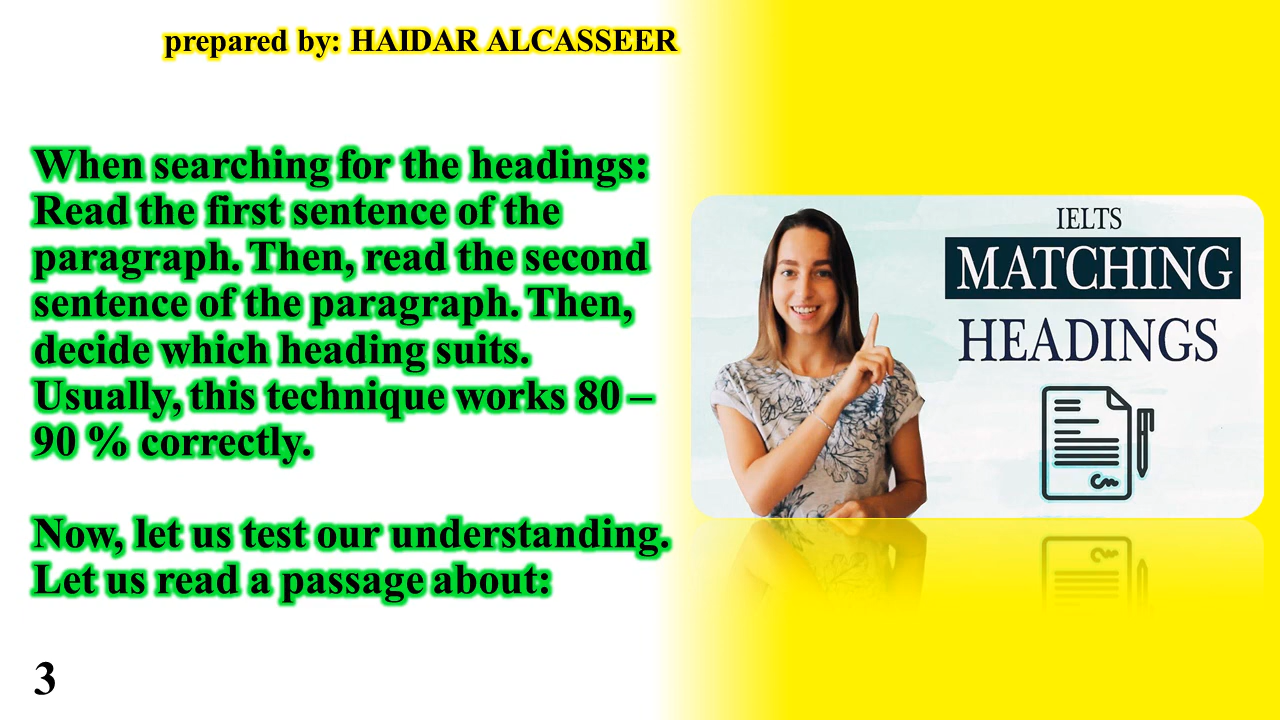 prepared by: HAIDAR ALCASSEER
When searching for the headings:
Read the first sentence of the
paragraph. Then, read the second
sentence of the paragraph. Then,
decide which heading suits.
Usually, this technique works 80 –
90 % correctly.
Now, let us test our understanding.
Let us read a passage about:
3
IELTS
MATCHING
HEADINGS